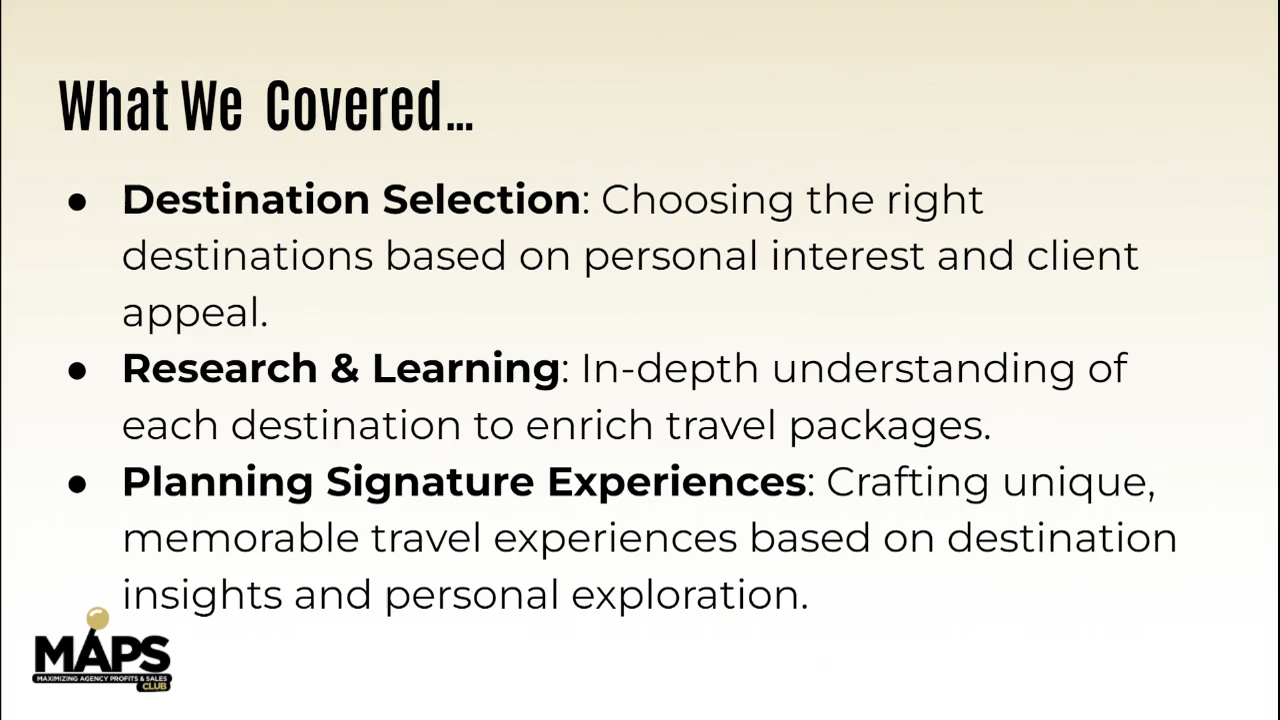 What We Covered...
● Destination Selection: Choosing the right
destinations based on personal interest and client
appeal.
● Research & Learning: In-depth understanding of
each destination to enrich travel packages.
● Planning Signature Experiences: Crafting unique,
memorable travel experiences based on destination
insights and personal exploration.
MAPS
MAXIMIZING AGENCY PROFITS & SALES
CLUB